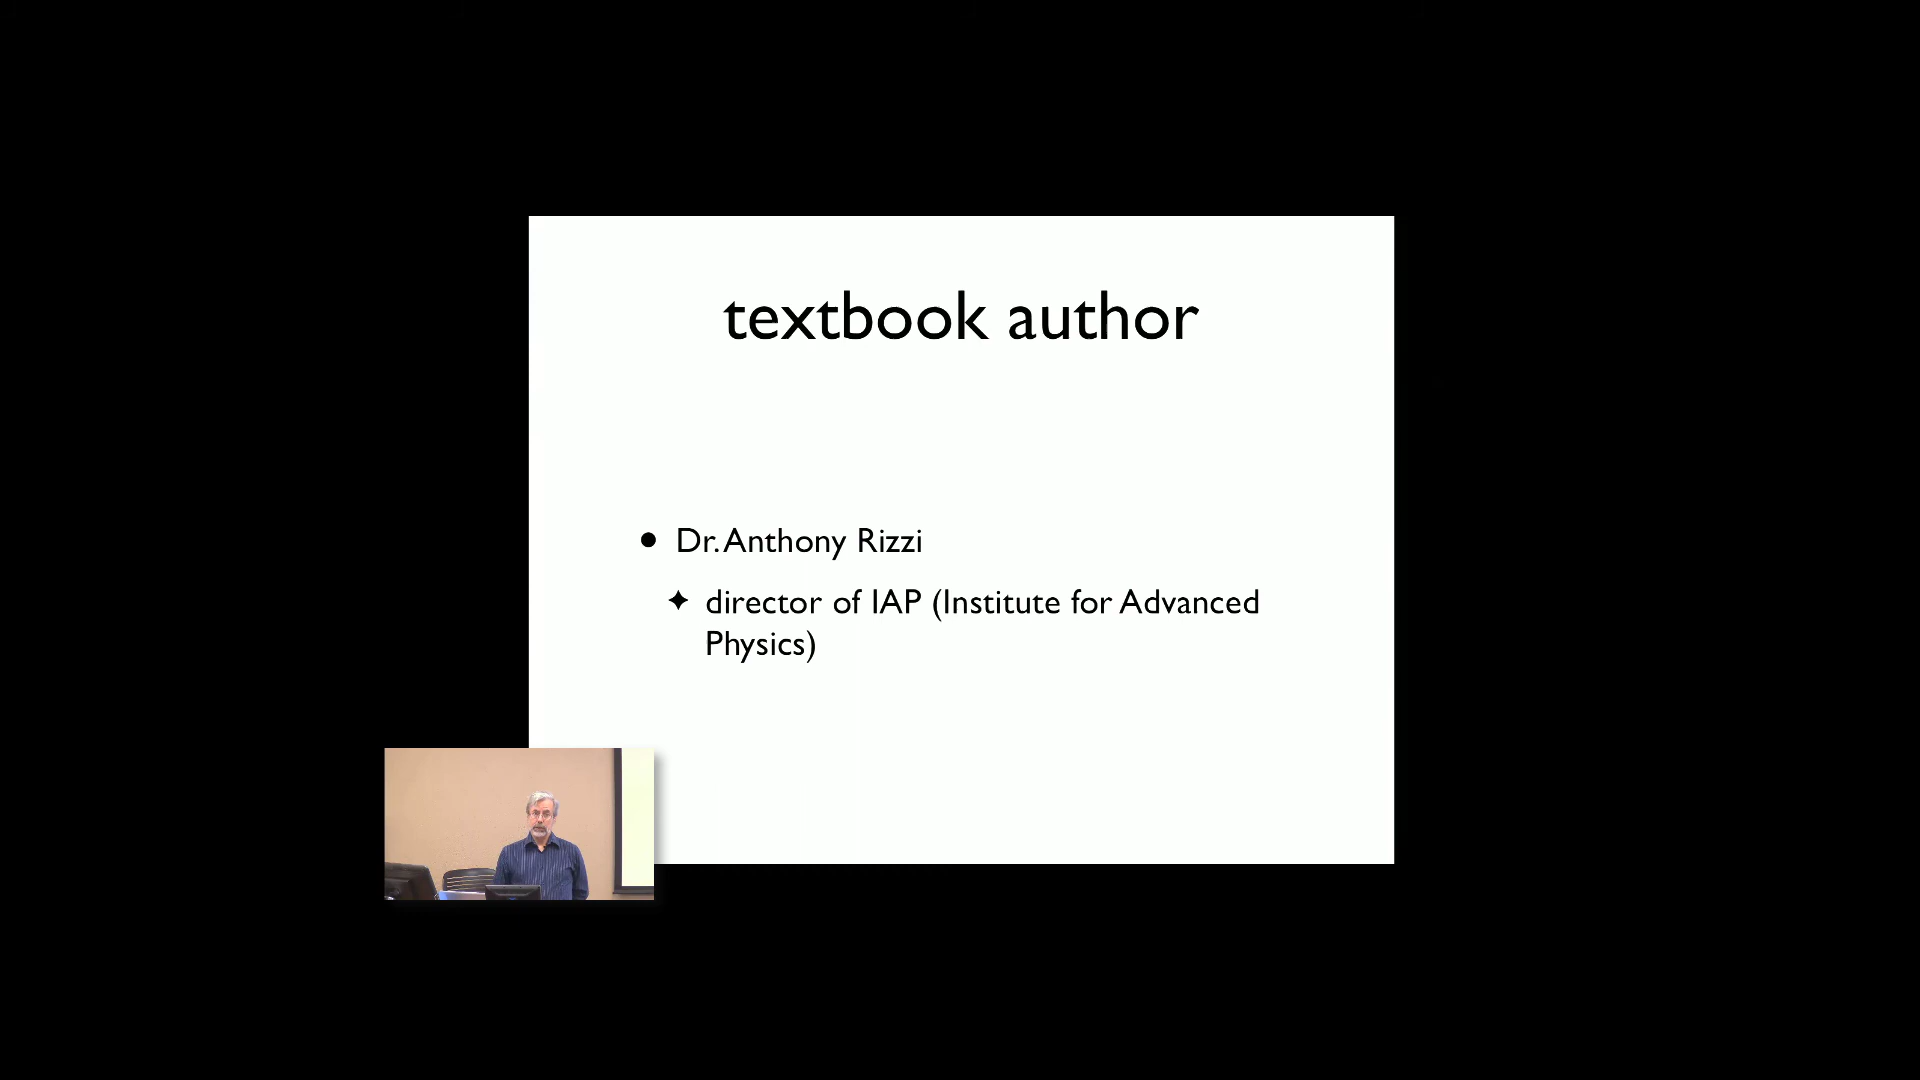 textbook author
• Dr. Anthony Rizzi
✦ director of IAP (Institute for Advanced
Physics)